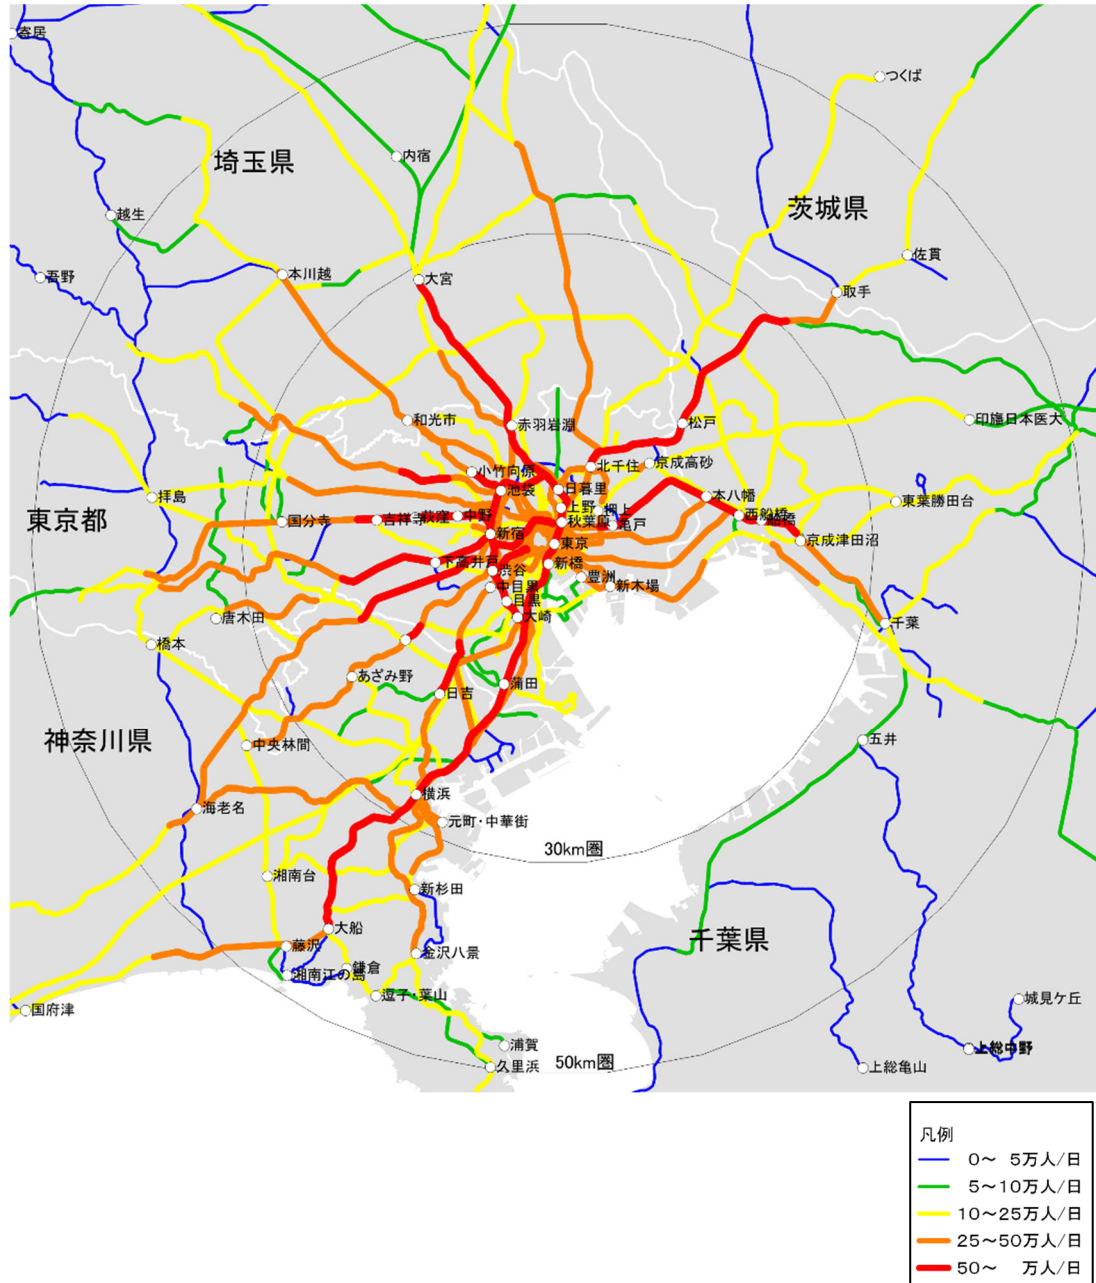 寄居
つくば
内宿
埼玉県
茨城県
越生
佐貫
吾野
本川越
大宮
取手
和光市
赤羽岩淵
松戸
印旛日本医大
小竹向原
北千住
京成高砂
池袋
日暮里
本八幡
東葉勝田台
拝島
上野
押上
西船橋
船橋
東京都
国分寺
吉祥寺
荻窪
中野
秋葉原
亀戸
新宿
東京
京成津田沼
下高井戸
渋谷
新橋
豊洲
新木場
中目黒
目黒
唐木田
大崎
千葉
橋本
あざみ野
日吉
蒲田
神奈川県
中央林間
五井
海老名
横浜
元町・中華街
30km圏
湘南台
新杉田
大船
千葉県
藤沢
金沢八景
湘南江の島
鎌倉
逗子・葉山
国府津
城見ケ丘
浦賀
上総中野
久里浜
50km圏
上総亀山
凡例
0～ 5万人/日
5～10万人/日
10～25万人/日
25～50万人/日
50～ 万人/日